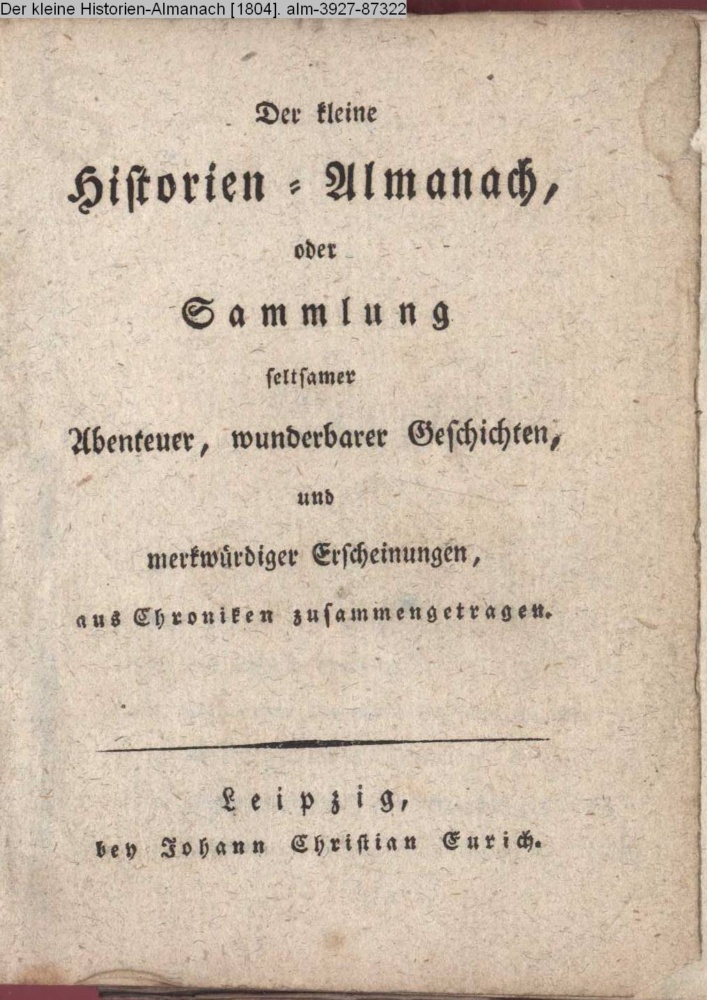 Der kleine Historien-Almanach [1804]. alm-3927-87322
Der kleine
Historien-Almanach,
oder
Sammlung
seltsamer
Abenteuer, wunderbarer Geschichten,
und
merkwürdiger Erscheinungen,
aus Chroniken zusammengetragen.
Leipzig,
bey Johann Christian Eurich.